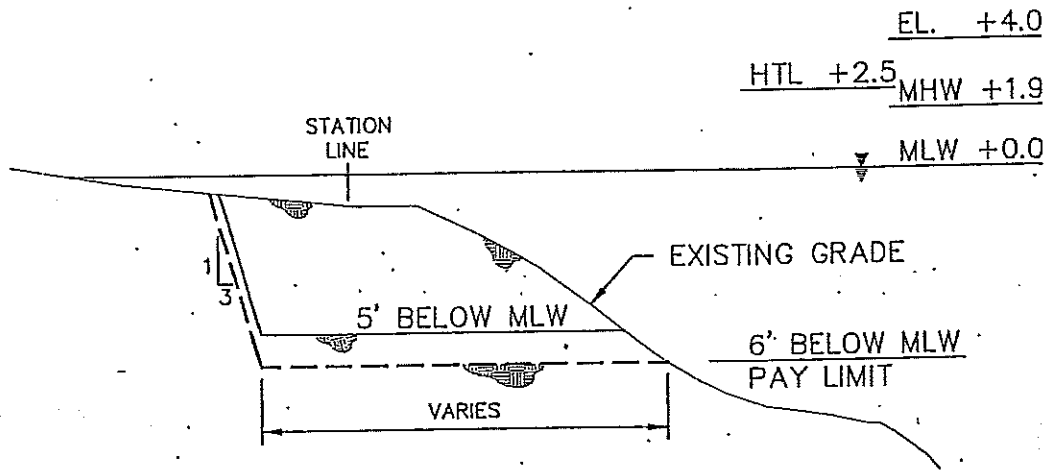 EL. +4.0
HTL +2.5
MHW +1.9
STATION
LINE
MLW +0.0
EXISTING GRADE
1
3
5' BELOW MLW
6' BELOW MLW
PAY LIMIT
VARIES